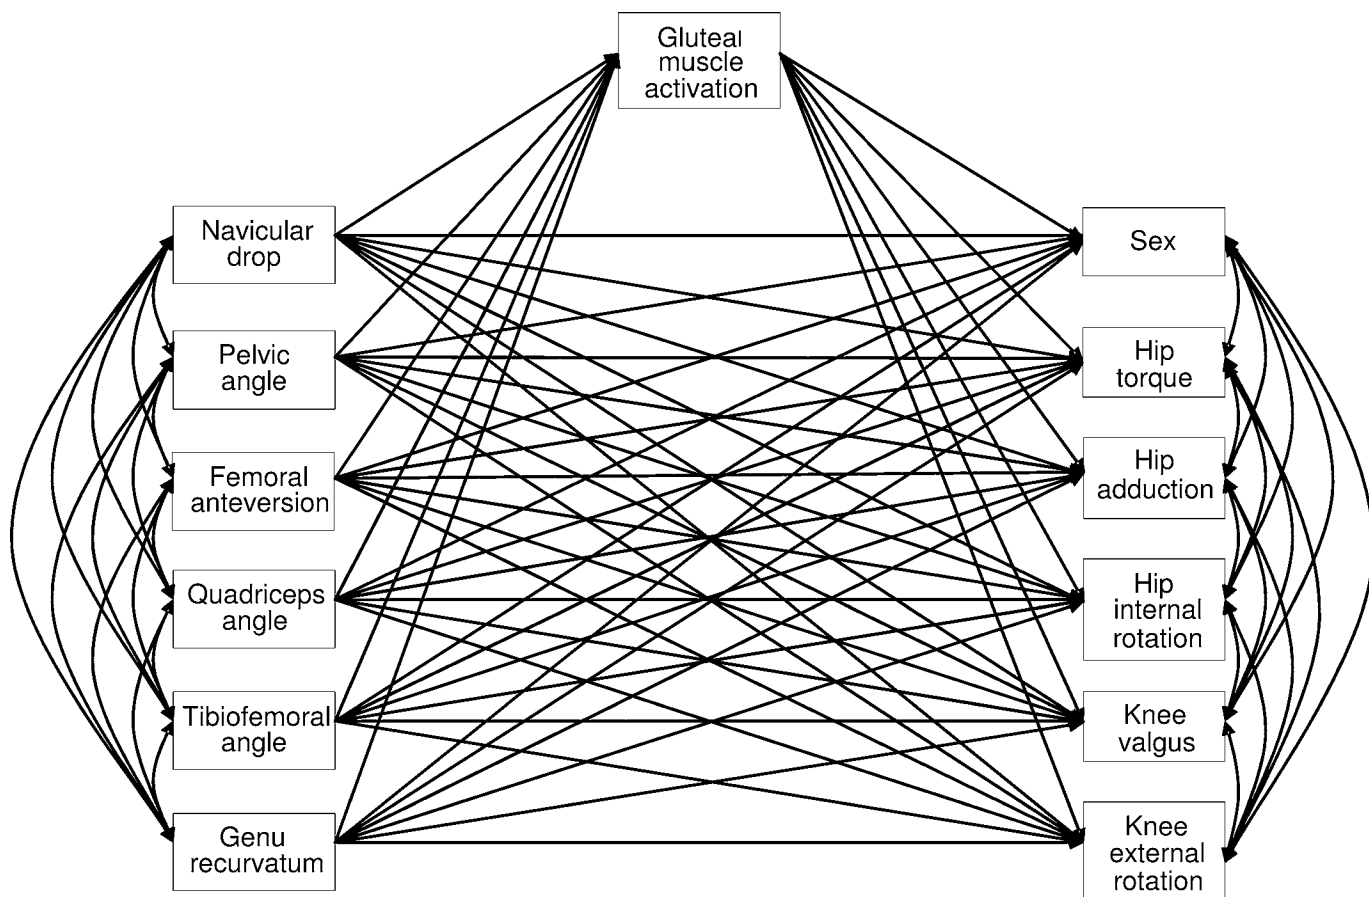 Gluteal
muscle
activation
Navicular
drop
Pelvic
angle
Femoral
anteversion
Quadriceps
angle
Tibiofemoral
angle
Genu
recurvatum
Sex
Hip
torque
Hip
adduction
Hip
internal
rotation
Knee
valgus
Knee
external
rotation